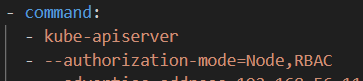 - command:
- kube-apiserver
- --authorization-mode=Node,RBAC